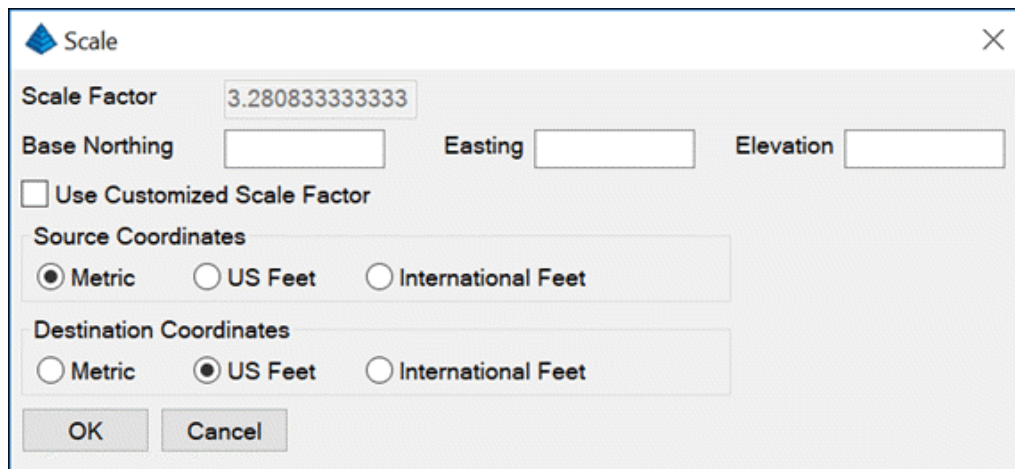 Scale
Scale Factor 3.280833333333
Base Northing Easting Elevation
Use Customized Scale Factor
Source Coordinates
Metric US Feet International Feet
Destination Coordinates
Metric US Feet International Feet
OK Cancel